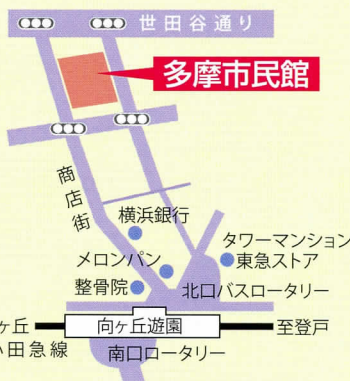 世田谷通り
多摩市民館
商店街
横浜銀行
タワーマンション
メロンパン
東急ストア
整骨院
北口バスロータリー
ヶ丘
向ヶ丘遊園
至登戸
小田急線
南口ロータリー